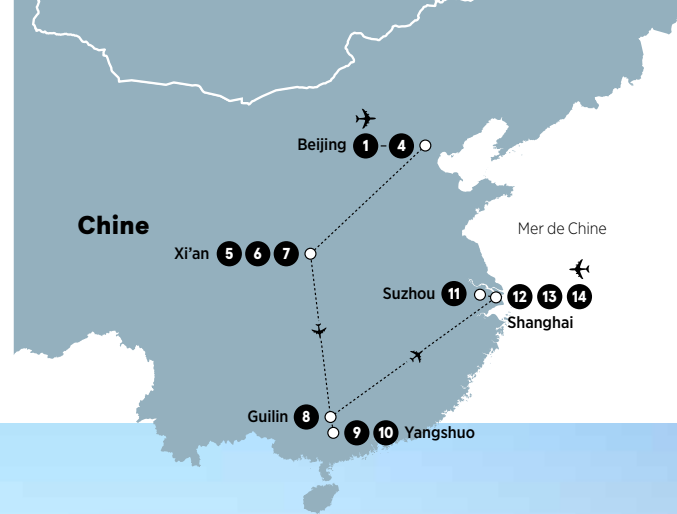 Beijing 1 - 4
Chine
Mer de Chine
Xi’an 5 6 7
Suzhou 11
12 13 14
Shanghai
Guilin 8
9 10 Yangshuo